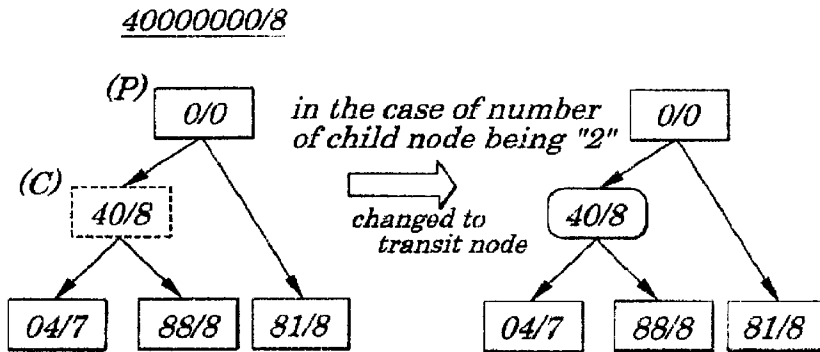 40000000/8
(P)
0/0
in the case of number
of child node being "2"
0/0
(C)
40/8
changed to
transit node
40/8
04/7
88/8
81/8
04/7
88/8
81/8